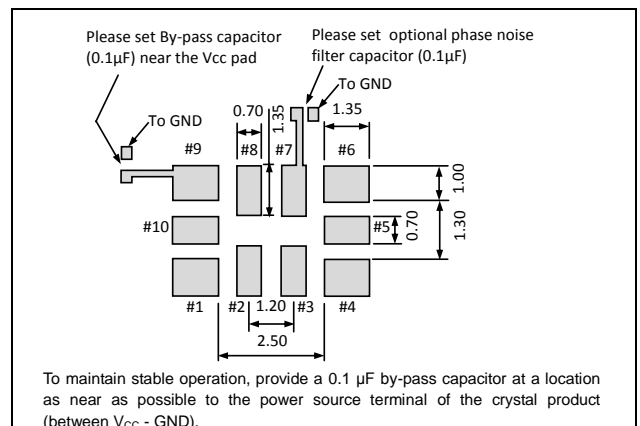 Please set By-pass capacitor
(0.1µF) near the Vcc pad
Please set optional phase noise
filter capacitor (0.1µF)
To GND
To GND
0.70
1.35
1.35
#9
#8
#7
#6
1.00
#10
#5
0.70
1.30
#1
#2
1.20
#3
#4
2.50
To maintain stable operation, provide a 0.1 µF by-pass capacitor at a location
as near as possible to the power source terminal of the crystal product
(between VCC - GND).